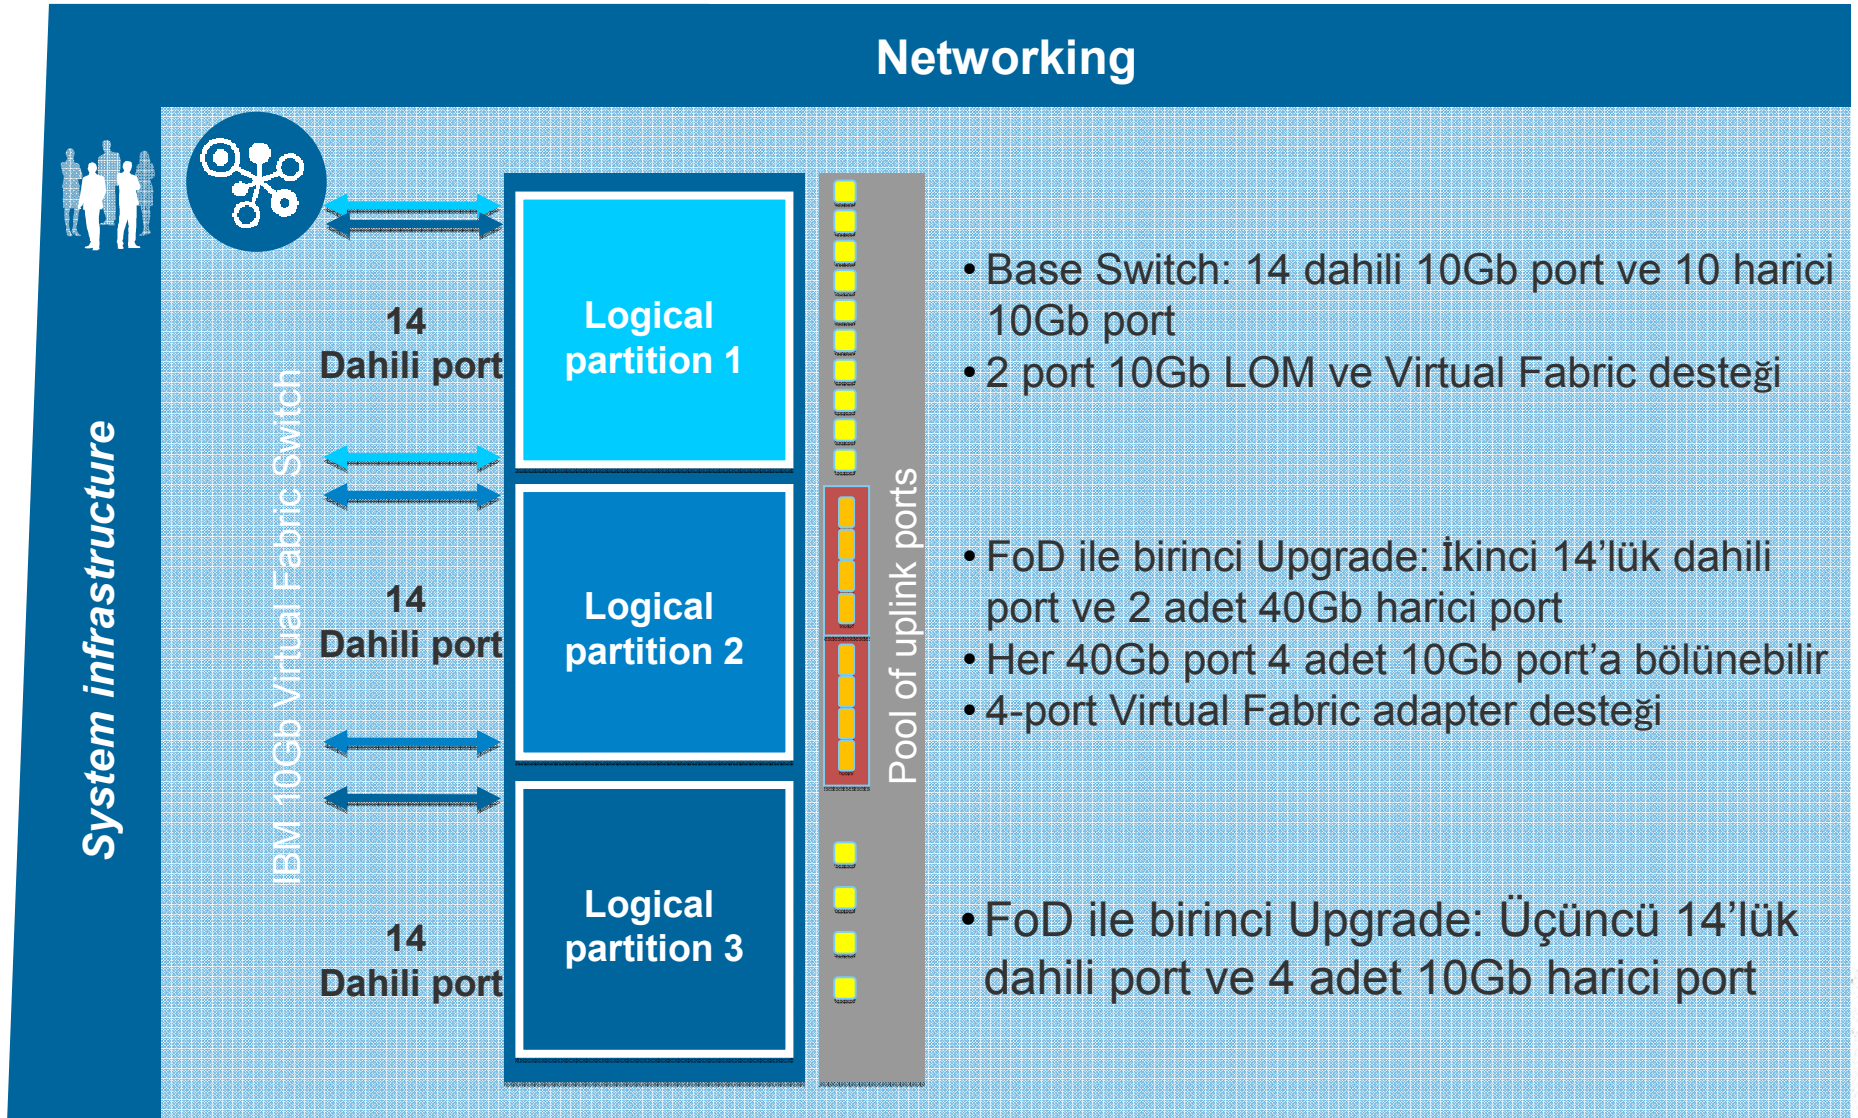 Networking
System infrastructure
IBM 10Gb Virtual Fabric Switch
14
Dahili port
Logical
partition 1
14
Dahili port
Logical
partition 2
14
Dahili port
Logical
partition 3
Pool of uplink ports
• Base Switch: 14 dahili 10Gb port ve 10 harici
10Gb port
• 2 port 10Gb LOM ve Virtual Fabric desteği
• FoD ile birinci Upgrade: İkinci 14’lük dahili
port ve 2 adet 40Gb harici port
• Her 40Gb port 4 adet 10Gb port’a bölünebilir
• 4-port Virtual Fabric adapter desteği
• FoD ile birinci Upgrade: Üçüncü 14’lük
dahili port ve 4 adet 10Gb harici port